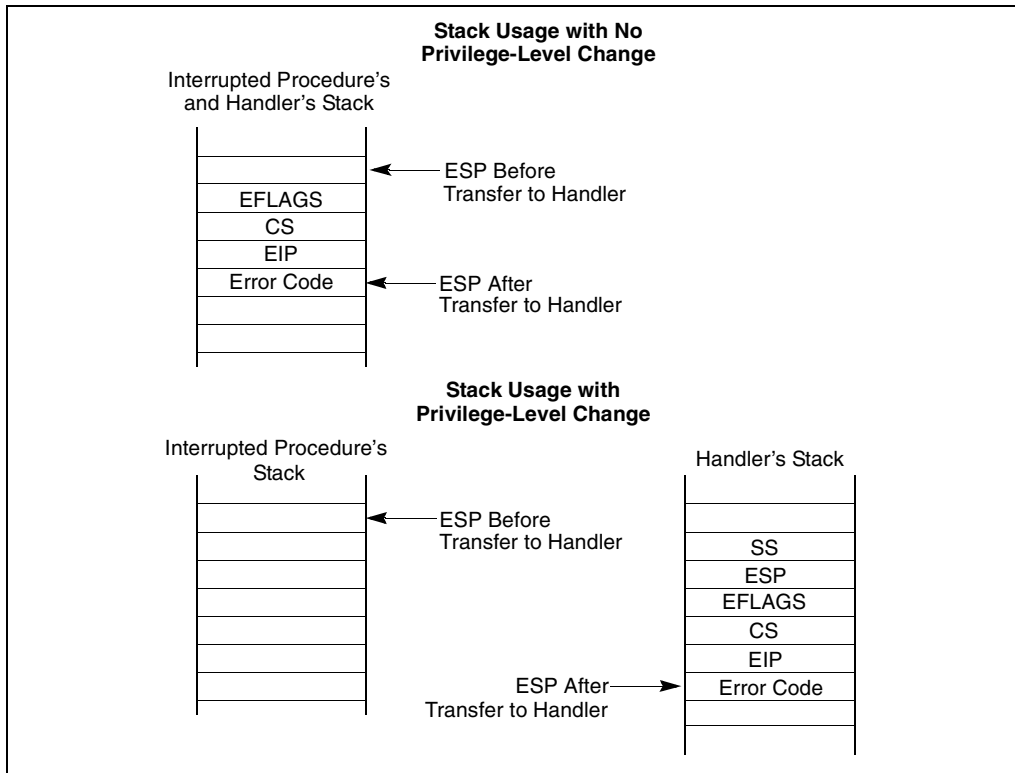 Stack Usage with No
Privilege-Level Change
Interrupted Procedure's
and Handler's Stack
ESP Before
Transfer to Handler
EFLAGS
CS
EIP
Error Code
ESP After
Transfer to Handler
Stack Usage with
Privilege-Level Change
Interrupted Procedure's
Stack
Handler's Stack
ESP Before
Transfer to Handler
SS
ESP
EFLAGS
CS
EIP
ESP After
Transfer to Handler
Error Code